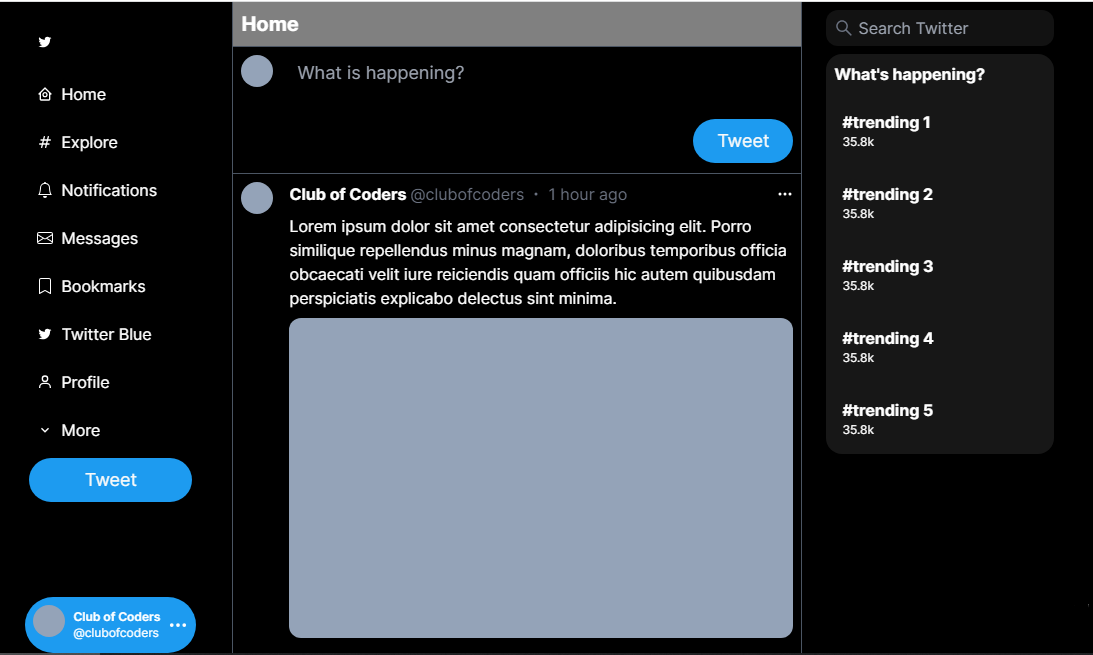 Home
Explore
Notifications
Messages
Bookmarks
Twitter Blue
Profile
More
Tweet
Club of Coders
@clubofcoders
Home
What is happening?
Tweet
Club of Coders @clubofcoders · 1 hour ago
Lorem ipsum dolor sit amet consectetur adipisicing elit. Porro
similique repellendus minus magnam, doloribus temporibus officia
obcaecati velit iure reiciendis quam officiis hic autem quibusdam
perspiciatis explicabo delectus sint minima.
Search Twitter
What's happening?
#trending 1
35.8k
#trending 2
35.8k
#trending 3
35.8k
#trending 4
35.8k
#trending 5
35.8k